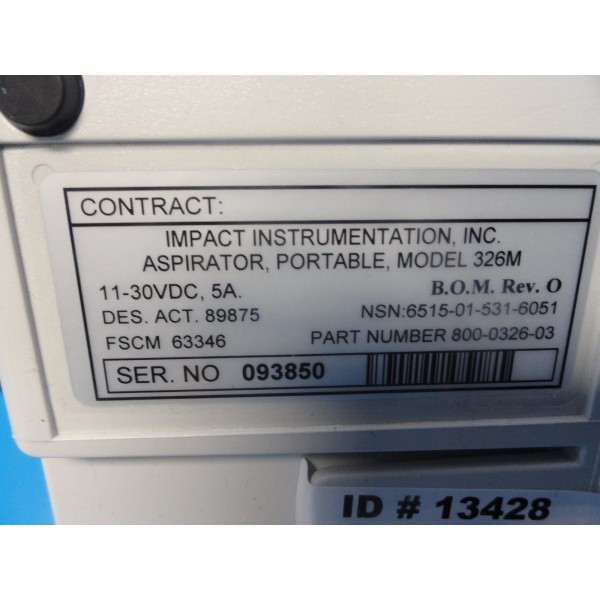 CONTRACT:
IMPACT INSTRUMENTATION, INC.
ASPIRATOR, PORTABLE, MODEL 326M
11-30VDC, 5A. B.O.M. Rev. O
DES. ACT. 89875 NSN:6515-01-531-6051
FSCM 63346 PART NUMBER 800-0326-03
SER. NO 093850
ID # 13428